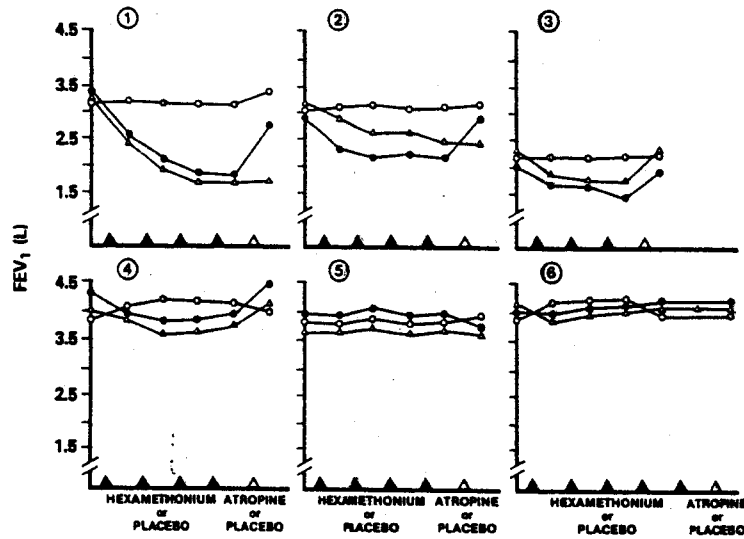 ① ② ③
4.5
3.5
2.5
1.5
FEV₁ (L)
④ ⑤ ⑥
4.5
3.5
2.5
1.5
HEXAMETHONIUM ATROPINE HEXAMETHONIUM ATROPINE HEXAMETHONIUM ATROPINE
or or or or or or
PLACEBO PLACEBO PLACEBO PLACEBO PLACEBO PLACEBO